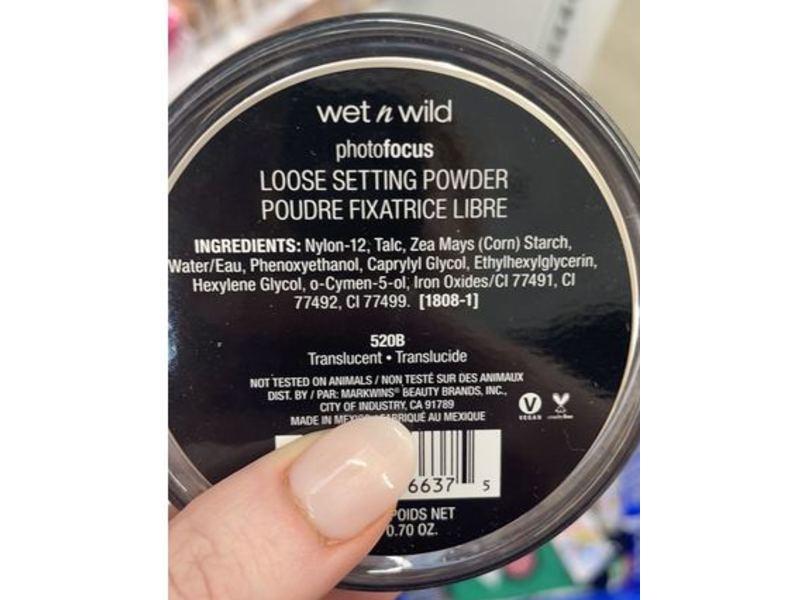 wet n wild
photofocus
LOOSE SETTING POWDER
POUDRE FIXATRICE LIBRE
INGREDIENTS: Nylon-12, Talc, Zea Mays (Corn) Starch,
Water/Eau, Phenoxyethanol, Caprylyl Glycol, Ethylhexylglycerin,
Hexylene Glycol, o-Cymen-5-ol, Iron Oxides/CI 77491, CI
77492, CI 77499. [1808-1]
520B
Translucent • Translucide
NOT TESTED ON ANIMALS / NON TESTÉ SUR DES ANIMAUX
DIST. BY / PAR: MARKWINS® BEAUTY BRANDS, INC.,
CITY OF INDUSTRY, CA 91789
MADE IN MEXICO / FABRIQUÉ AU MEXIQUE
V
VEGAN
cruelty free
6637 5
POIDS NET
0.70 OZ.